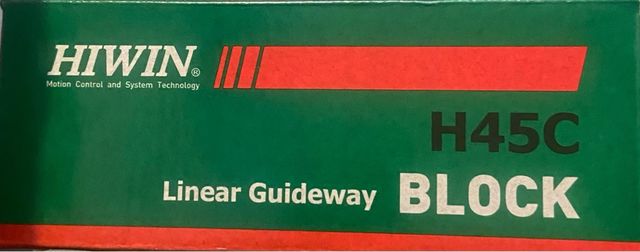 HIWIN®
Motion Control and System Technology
H45C
Linear Guideway BLOCK